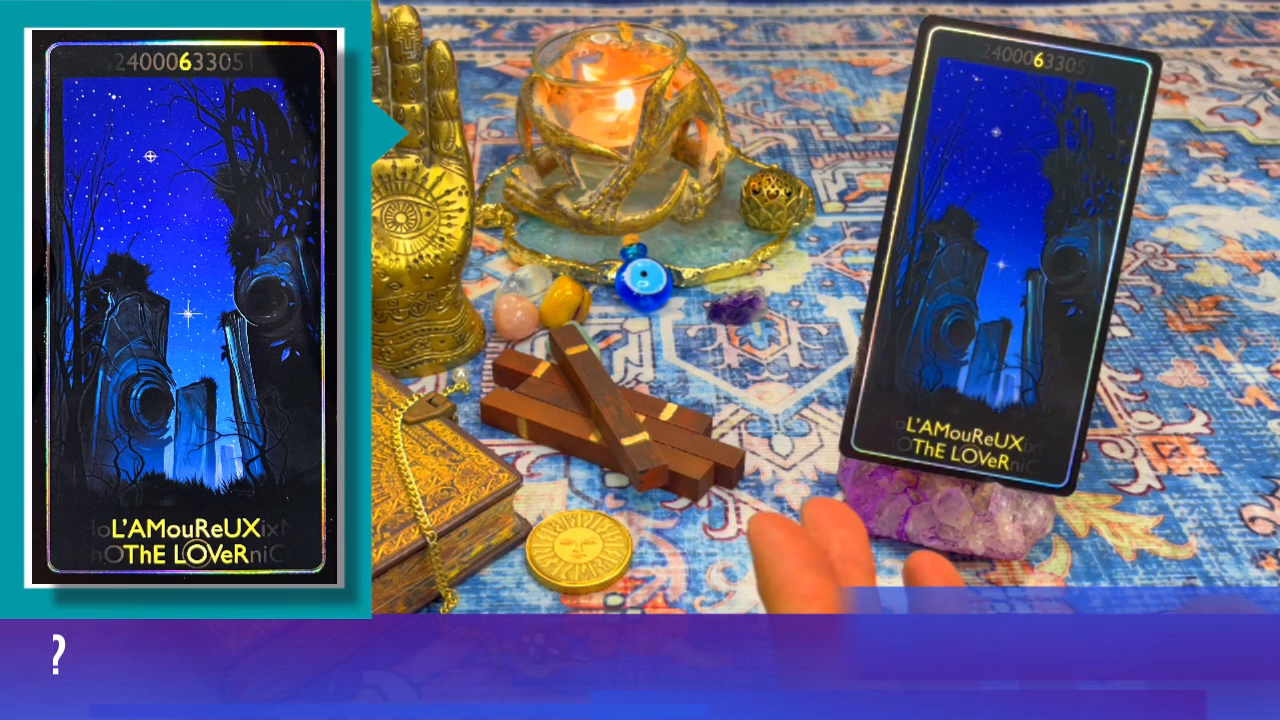 24000633051
L'AMouReUX
ThE LOVeR
24000633051
L'AMouReUX
ThE LOVeR
?